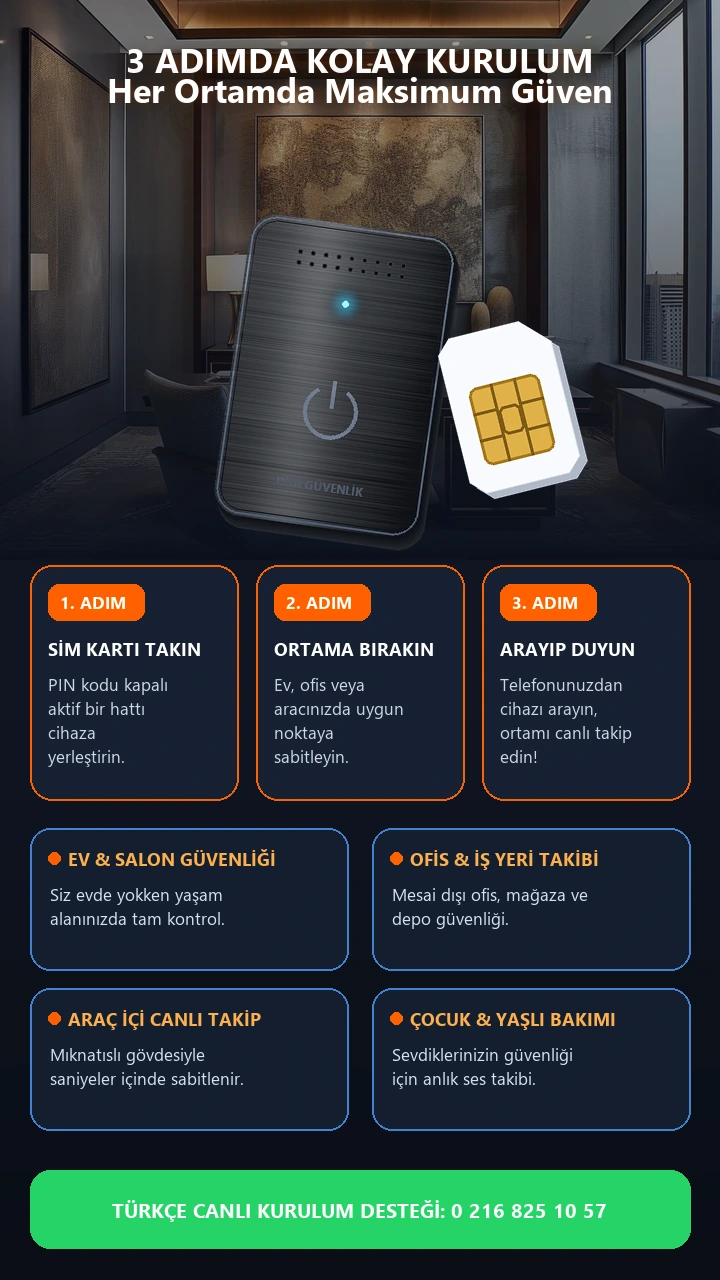 3 ADIMDA KOLAY KURULUM
Her Ortamda Maksimum Güven
GÜVENLİK
1. ADIM
SİM KARTI TAKIN
PIN kodu kapalı
aktif bir hattı
cihaza
yerleştirin.
2. ADIM
ORTAMA BIRAKIN
Ev, ofis veya
aracınızda uygun
noktaya
sabitleyin.
3. ADIM
ARAYIP DUYUN
Telefonunuzdan
cihazı arayın,
ortamı canlı takip
edin!
EV & SALON GÜVENLİĞİ
Siz evde yokken yaşam
alanınızda tam kontrol.
OFİS & İŞ YERİ TAKİBİ
Mesai dışı ofis, mağaza ve
depo güvenliği.
ARAÇ İÇİ CANLI TAKİP
Mıknatıslı gövdesiyle
saniyeler içinde sabitlenir.
ÇOCUK & YAŞLI BAKIMI
Sevdiklerinizin güvenliği
için anlık ses takibi.
TÜRKÇE CANLI KURULUM DESTEĞİ: 0 216 825 10 57